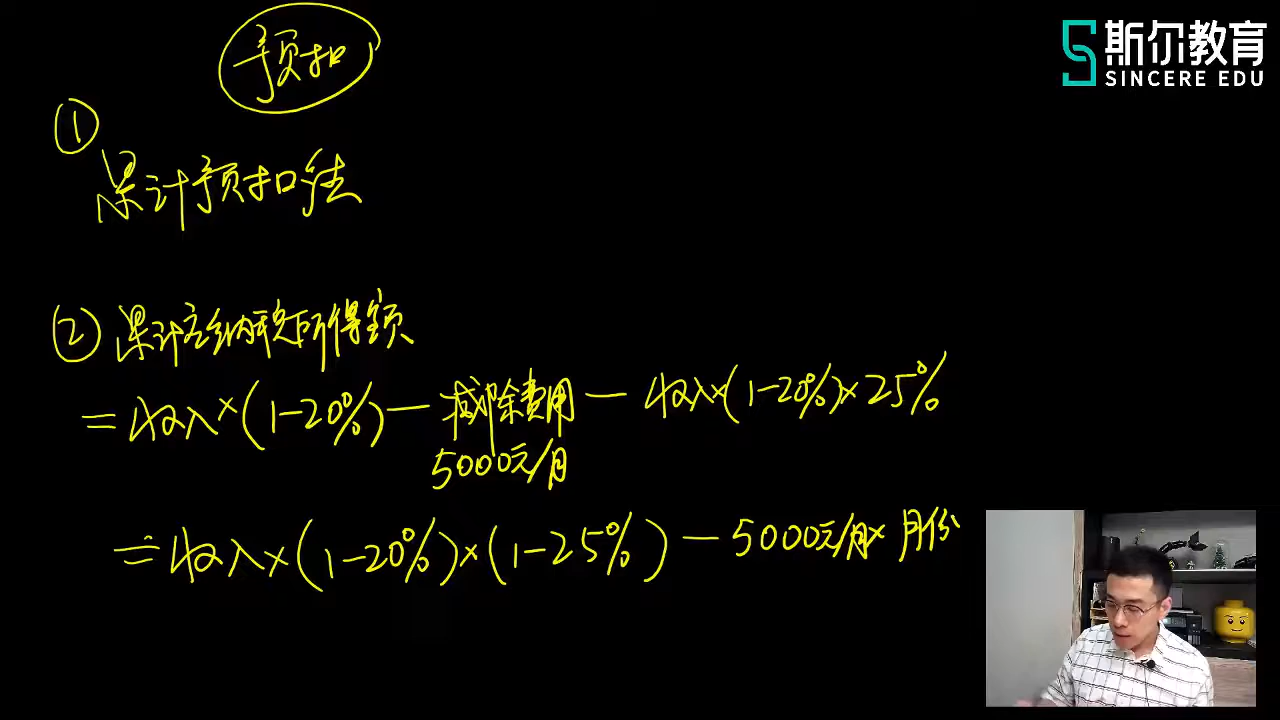 预扣
斯尔教育
SINCERE EDU
①
累计预扣法
② 累计应纳税所得额
=收入×(1-20%)-减除费用-收入×(1-20%)×25%
5000元/月
=收入×(1-20%)×(1-25%)-5000元/月×月份